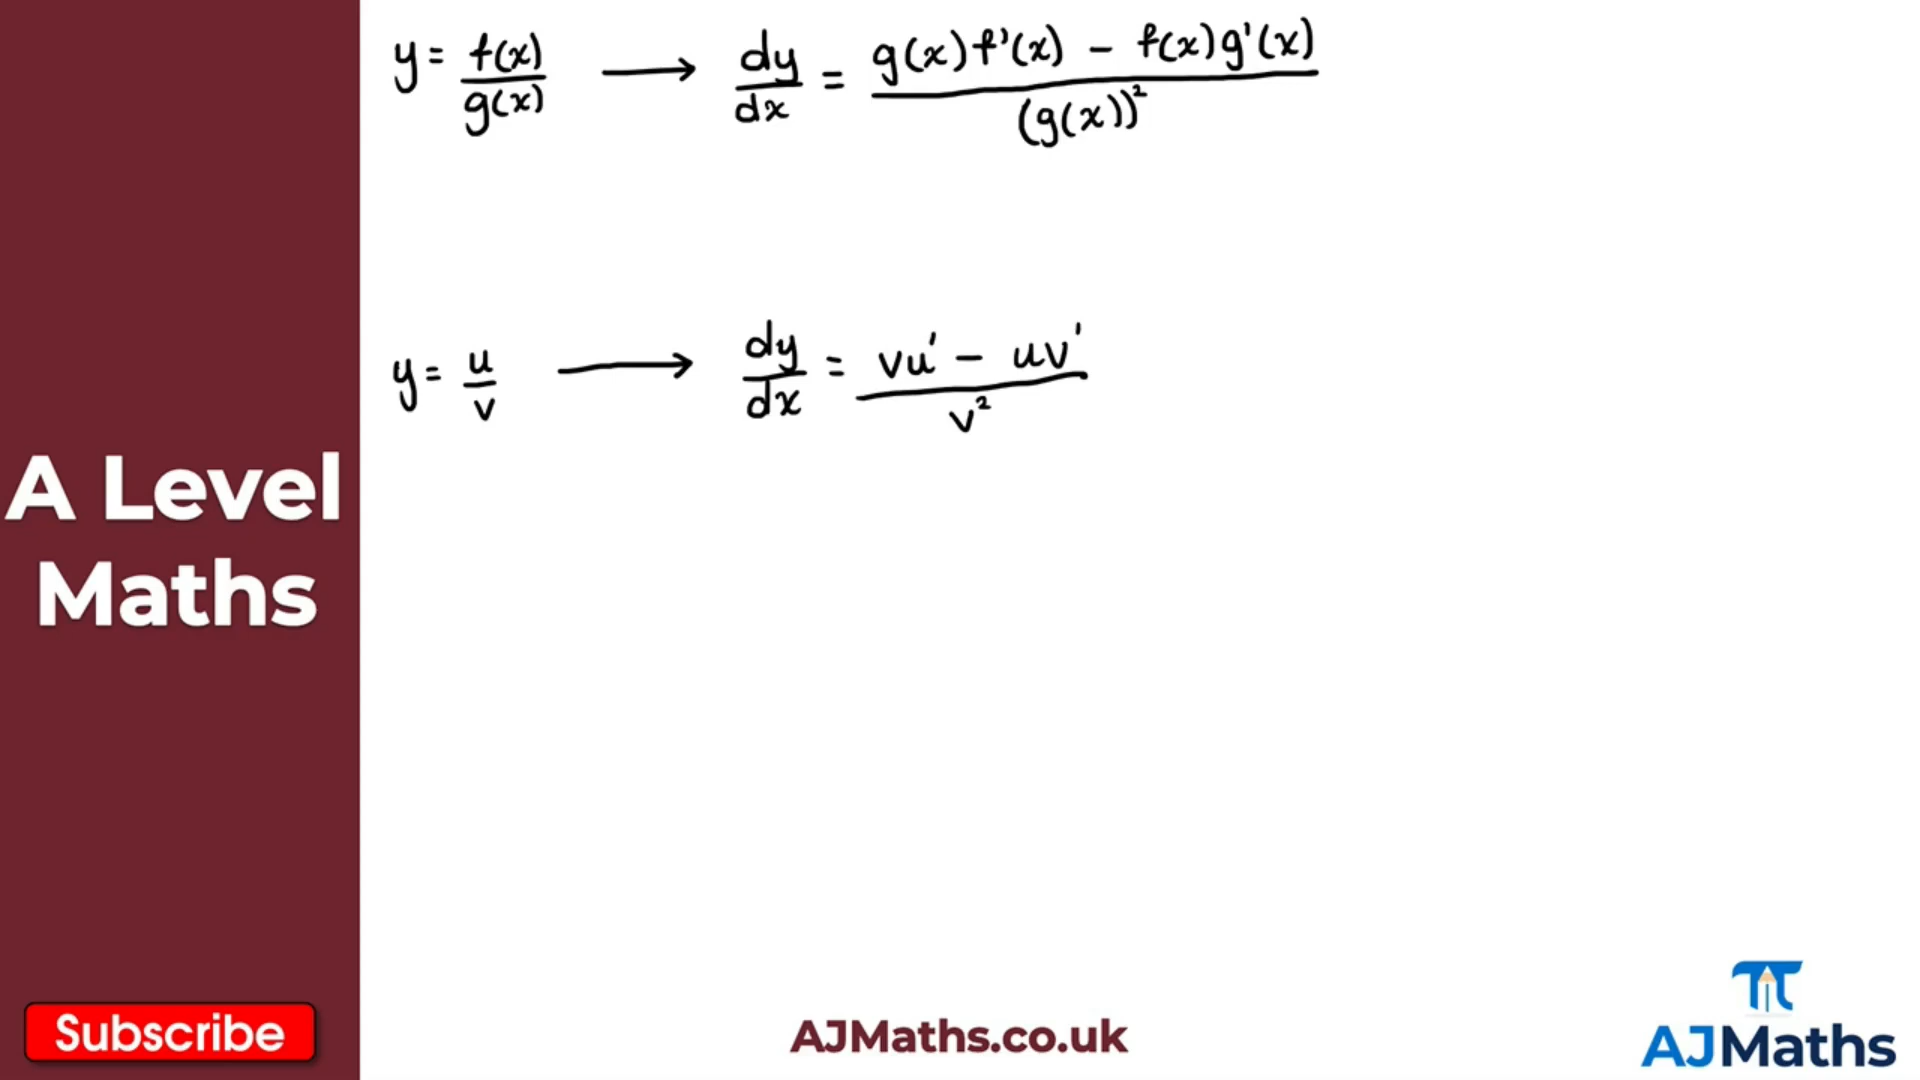 y = f(x)/g(x) ⟶ dy/dx = (g(x)f'(x) - f(x)g'(x))/(g(x))²
y = u/v ⟶ dy/dx = (vu' - uv')/v²
A Level
Maths
Subscribe
AJMaths.co.uk
AJMaths